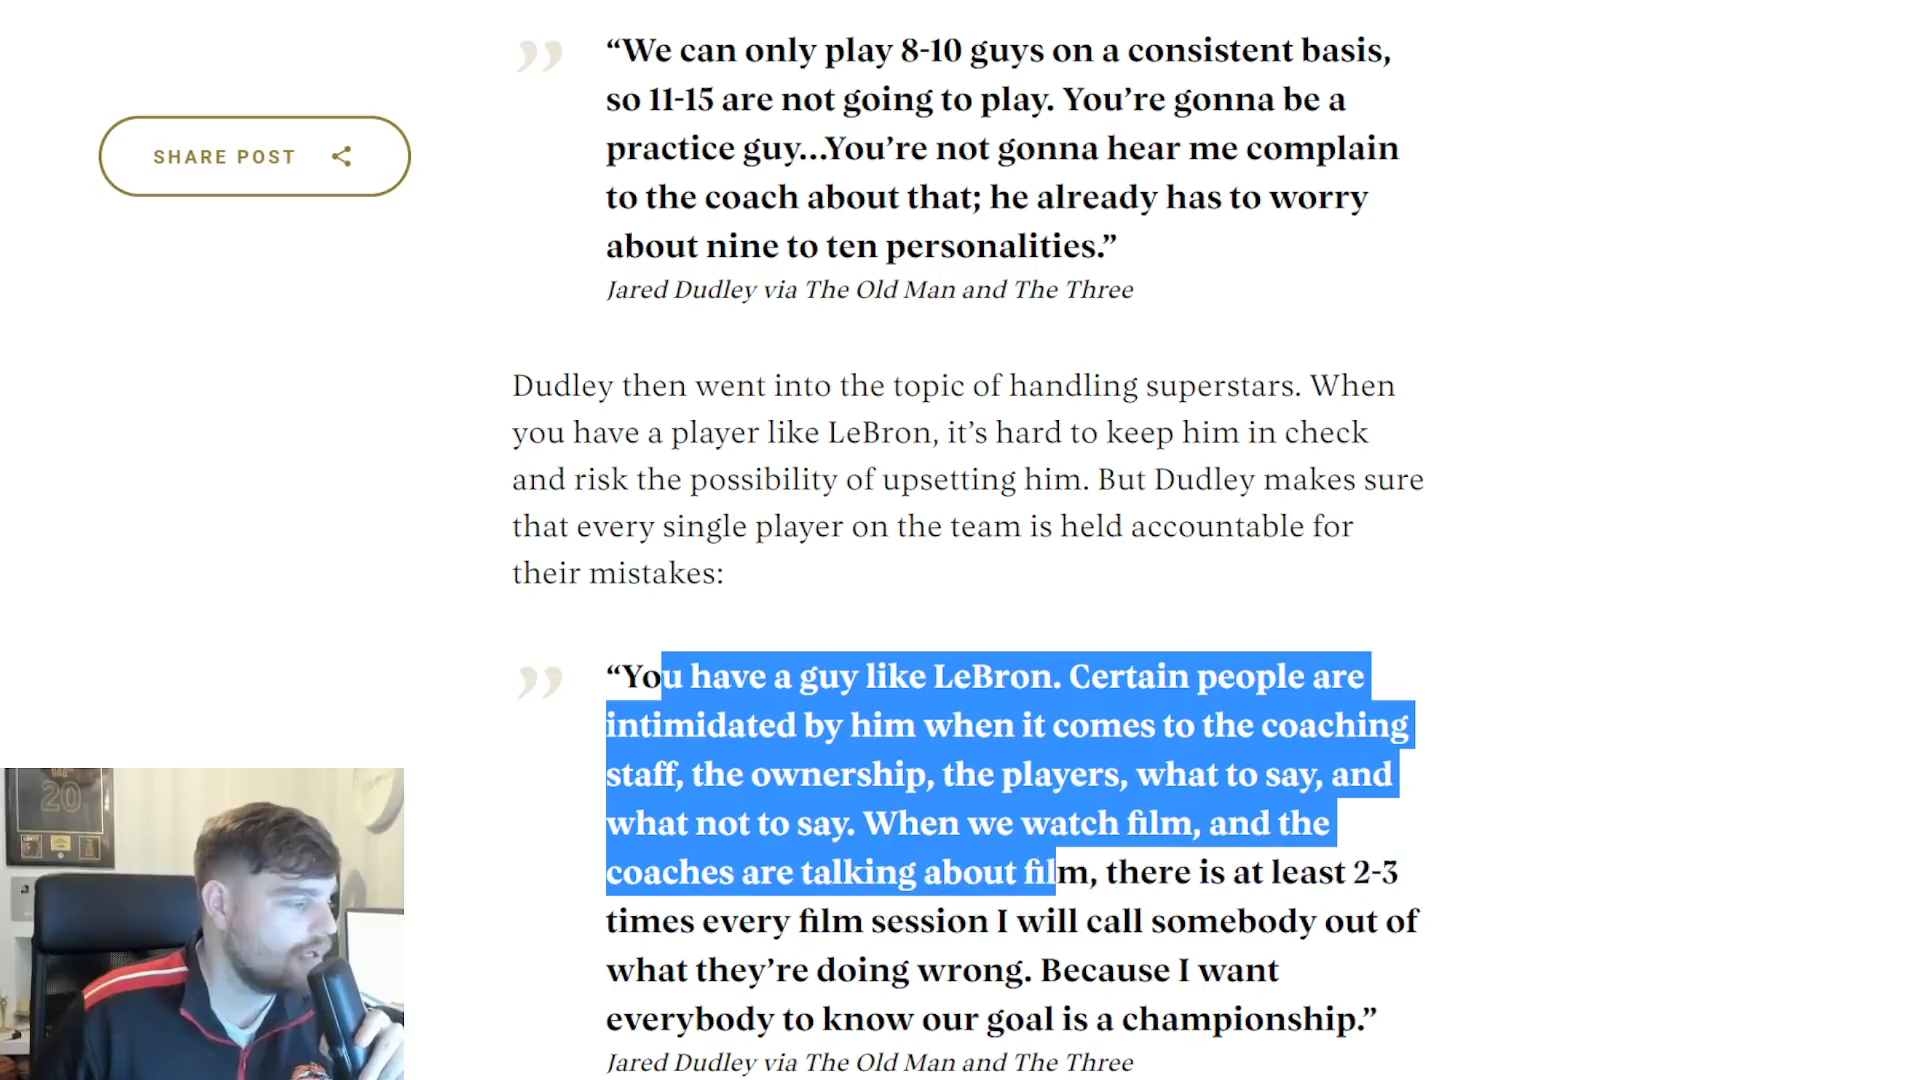 “We can only play 8-10 guys on a consistent basis,
so 11-15 are not going to play. You’re gonna be a
practice guy...You’re not gonna hear me complain
to the coach about that; he already has to worry
about nine to ten personalities.”
Jared Dudley via The Old Man and The Three
SHARE POST
Dudley then went into the topic of handling superstars. When
you have a player like LeBron, it’s hard to keep him in check
and risk the possibility of upsetting him. But Dudley makes sure
that every single player on the team is held accountable for
their mistakes:
“You have a guy like LeBron. Certain people are
intimidated by him when it comes to the coaching
staff, the ownership, the players, what to say, and
what not to say. When we watch film, and the
coaches are talking about film, there is at least 2-3
times every film session I will call somebody out of
what they’re doing wrong. Because I want
everybody to know our goal is a championship.”
Jared Dudley via The Old Man and The Three
20